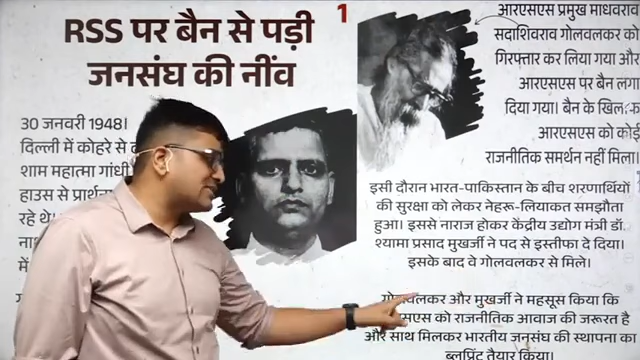 RSS पर बैन से पड़ी
जनसंघ की नींव
1
30 जनवरी 1948।
दिल्ली में कोहरे से
शाम महात्मा गांधी
हाउस से प्रार्थन
रहे थे
में
आरएसएस प्रमुख माधवराव
सदाशिवराव गोलवलकर को
गिरफ्तार कर लिया गया और
आरएसएस पर बैन लगा
दिया गया। बैन के
आरएसएस को कोई
राजनीतिक समर्थन नहीं मिला।
इसी दौरान भारत-पाकिस्तान के बीच शरणार्थियों
की सुरक्षा को लेकर नेहरू-लियाकत समझौता
हुआ। इससे नाराज होकर केंद्रीय उद्योग मंत्री डॉ.
श्यामा प्रसाद मुखर्जी ने पद से इस्तीफा दे दिया।
इसके बाद वे गोलवलकर से मिले।
गोलवलकर और मुखर्जी ने महसूस किया कि
को राजनीतिक आवाज की जरूरत है
और साथ मिलकर भारतीय जनसंघ की स्थापना का
ब्लूप्रिंट तैयार किया।